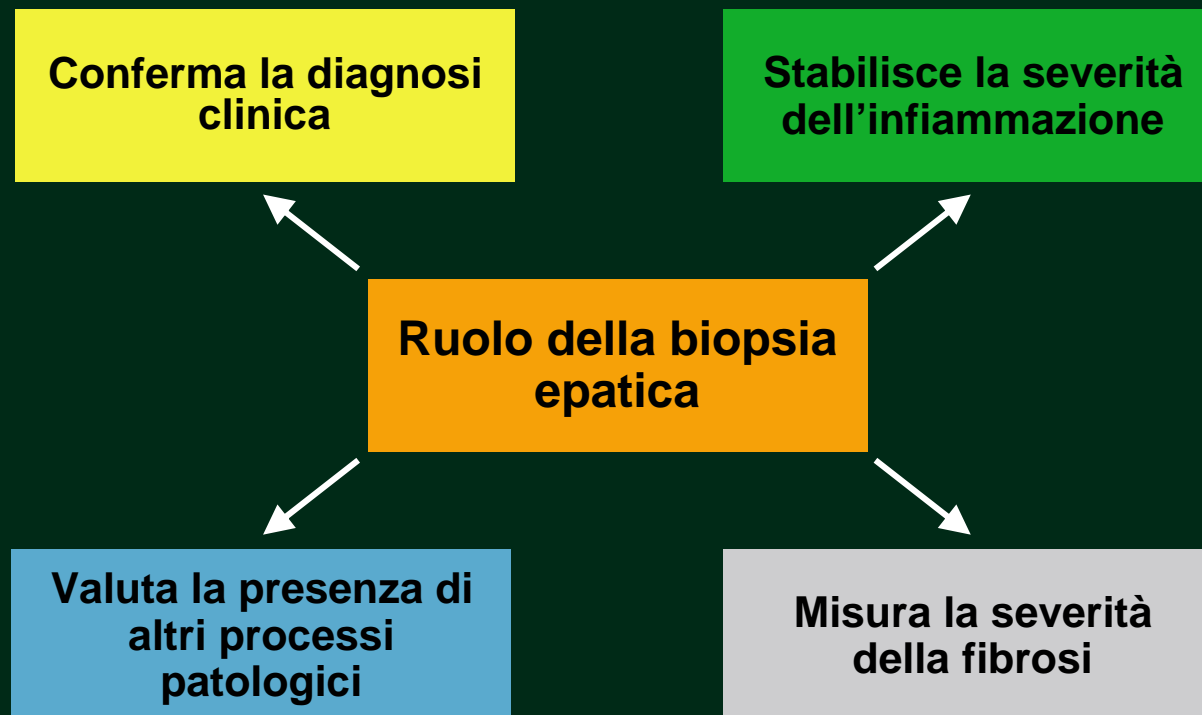 Conferma la diagnosi
clinica
Stabilisce la severità
dell’infiammazione
Ruolo della biopsia
epatica
Valuta la presenza di
altri processi
patologici
Misura la severità
della fibrosi